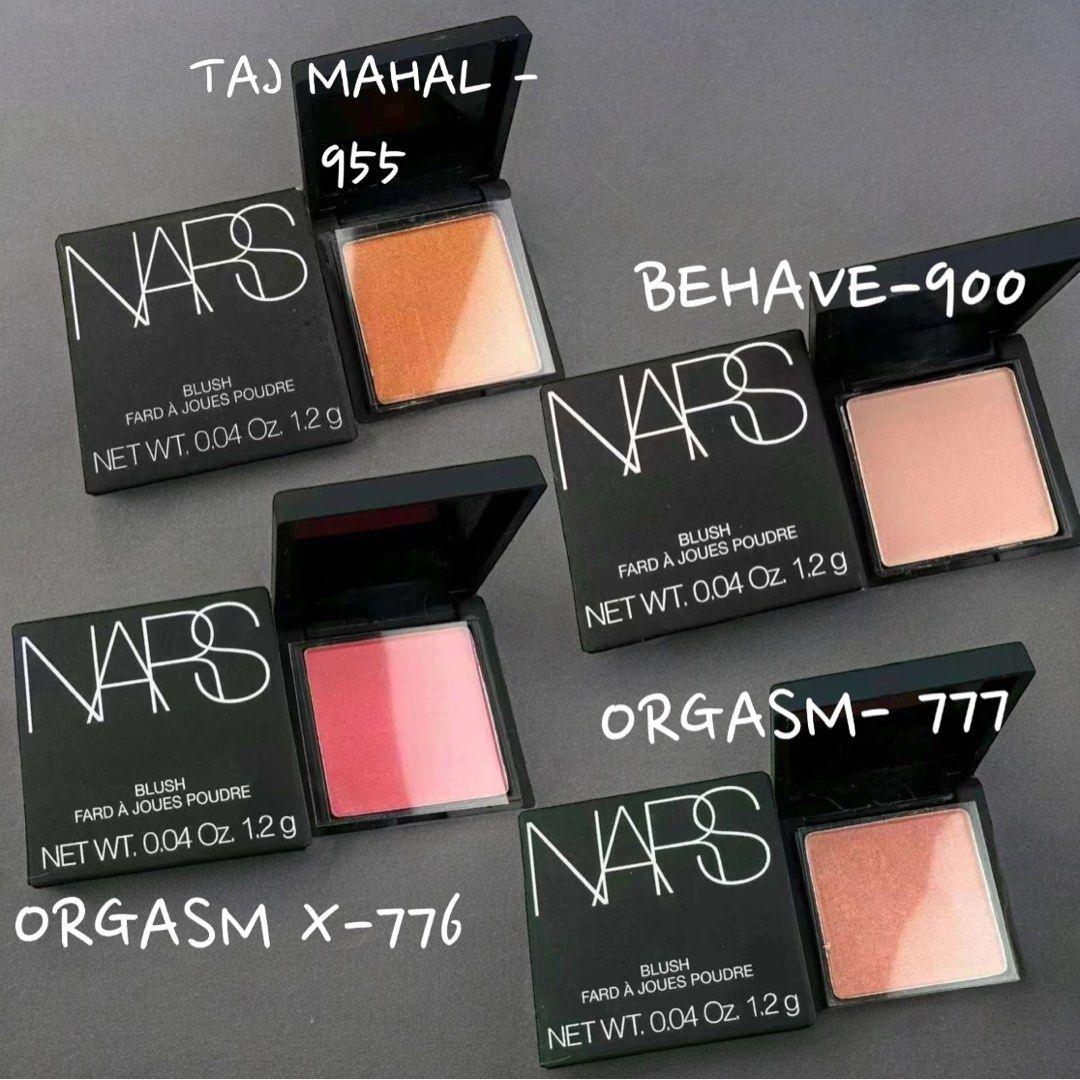 TAJ MAHAL -
955
NARS
BLUSH
FARD À JOUES POUDRE
NET WT. 0.04 Oz. 1.2 g
BEHAVE-900
NARS
BLUSH
FARD À JOUES POUDRE
NET WT. 0.04 Oz. 1.2 g
NARS
BLUSH
FARD À JOUES POUDRE
NET WT. 0.04 Oz. 1.2 g
ORGASM X-776
ORGASM- 777
NARS
BLUSH
FARD À JOUES POUDRE
NET WT. 0.04 Oz. 1.2 g